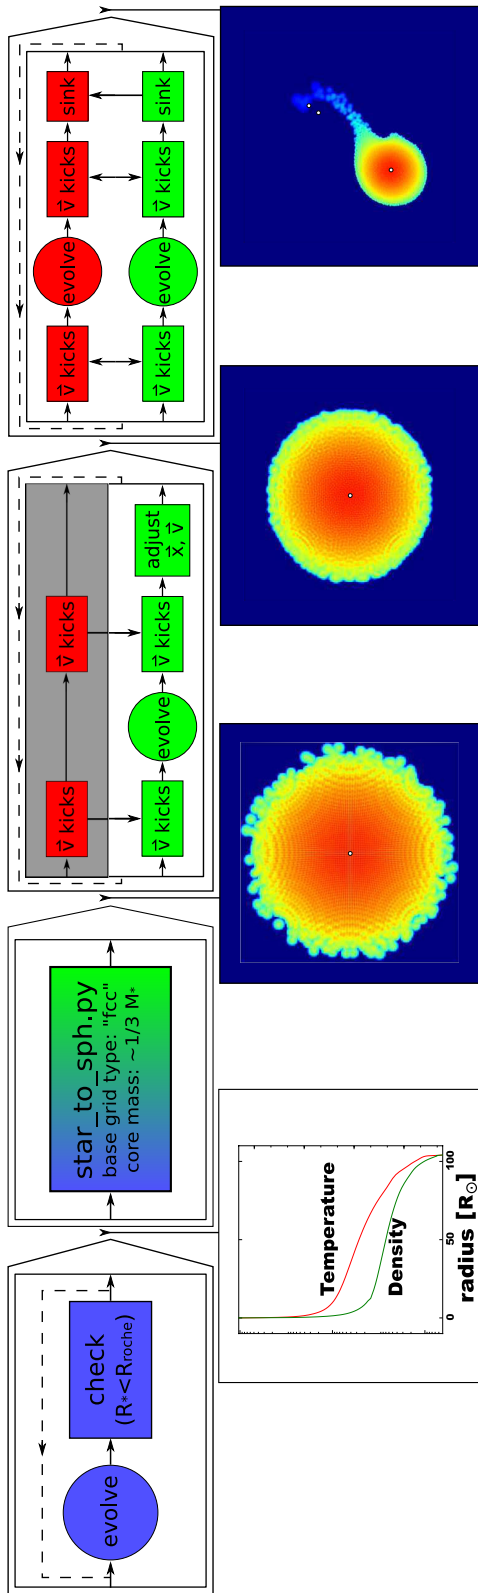 evolve
check
(R*<Rroche)
star_to_sph.py
base grid type: "fcc"
core mass: ~1/3 M*
v⃗ kicks
v⃗ kicks
v⃗ kicks
evolve
v⃗ kicks
adjust
x⃗, v⃗
v⃗ kicks
evolve
v⃗ kicks
sink
v⃗ kicks
evolve
v⃗ kicks
sink
Temperature
Density
0
50
100
radius [R☉]